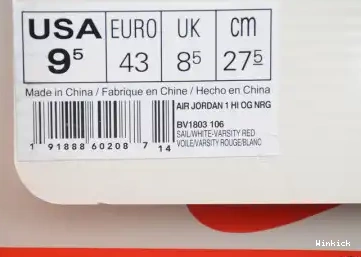 USA EURO UK cm
9⁵ 43 8⁵ 27⁵
Made in China / Fabrique en Chine / Hecho en China
AIR JORDAN 1 HI OG NRG
BV1803 106
SAIL/WHITE-VARSITY RED
VOILE/VARSITY ROUGE/BLANC
1 91888 60208 7 14
Winkick